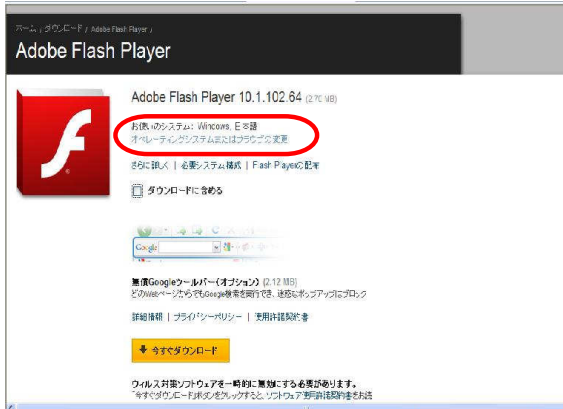 ホーム / ダウンロード / Adobe Flash Player /
Adobe Flash Player
Adobe Flash Player 10.1.102.64 (2.70 MB)
お使いのシステム: Windows, 日本語
オペレーティングシステムまたはブラウザの変更
さらに詳しく | 必要システム構成 | Flash Playerの配布
ダウンロードに含める
Google
無償Googleツールバー(オプション) (2.12 MB)
どのWebページからでもGoogle検索を実行でき、迷惑なポップアップはブロック
詳細情報 | プライバシーポリシー | 使用許諾契約書
今すぐダウンロード
ウィルス対策ソフトウェアを一時的に無効にする必要があります。
「今すぐダウンロード」ボタンをクリックすると、ソフトウェア使用許諾契約書をお読